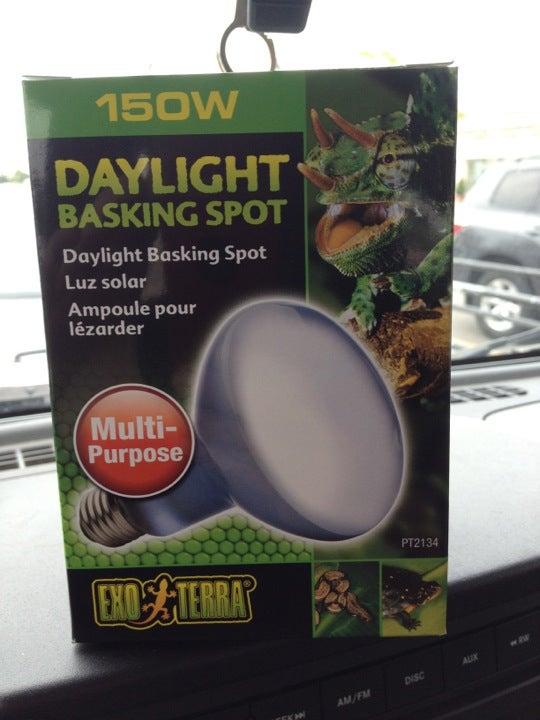 150W
DAYLIGHT
BASKING SPOT
Daylight Basking Spot
Luz solar
Ampoule pour
lézarder
Multi-
Purpose
PT2134
EXO TERRA®
AM/FM
DISC
AUX
RW